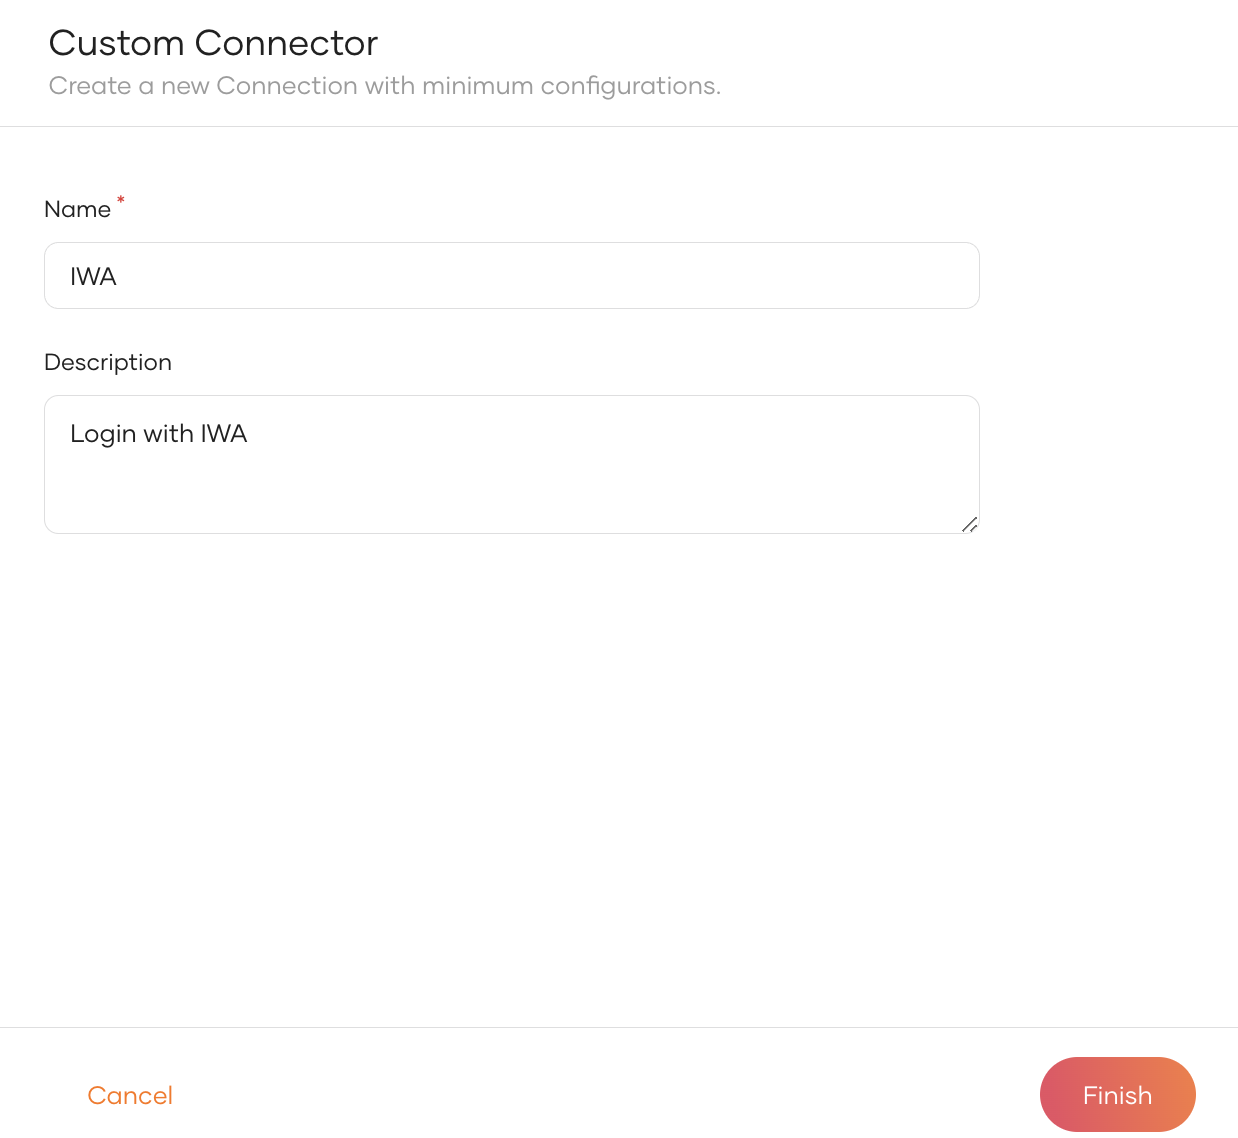 Custom Connector
Create a new Connection with minimum configurations.
Name *
IWA
Description
Login with IWA
Cancel
Finish